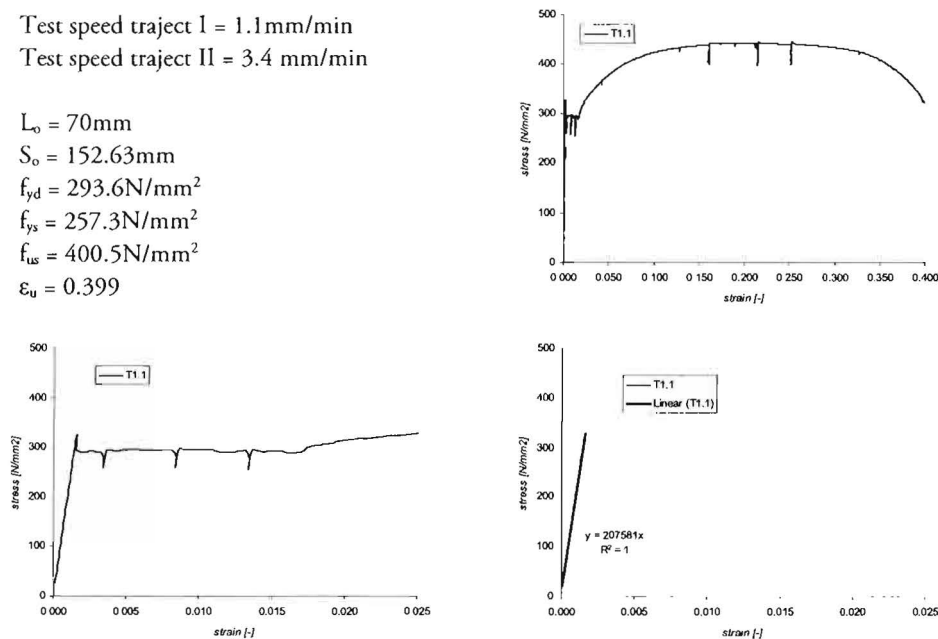 Test speed traject I = 1.1mm/min
Test speed traject II = 3.4 mm/min
Lₒ = 70mm
Sₒ = 152.63mm
f_yd = 293.6N/mm²
f_ys = 257.3N/mm²
f_us = 400.5N/mm²
ε_u = 0.399
500
400
300
200
100
0
stress [N/mm2]
T1.1
0.000 0.050 0.100 0.150 0.200 0.250 0.300 0.350 0.400
strain [-]
500
400
300
200
100
0
stress [N/mm2]
T1.1
0.000 0.005 0.010 0.015 0.020 0.025
strain [-]
500
400
300
200
100
0
stress [N/mm2]
T1.1
Linear (T1.1)
y = 207581x
R² = 1
0.000 0.005 0.010 0,015 0.020 0.025
strain [-]